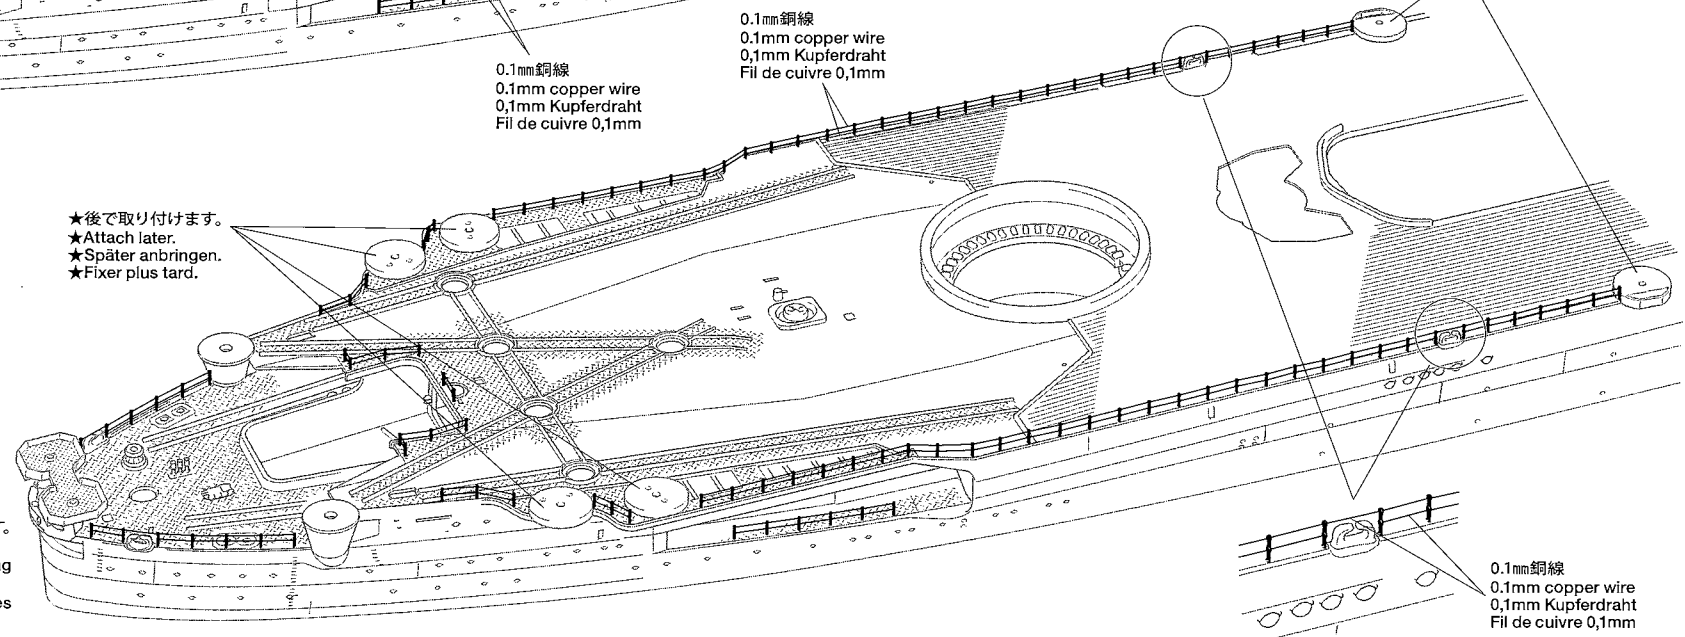 0.1㎜銅線
0.1mm copper wire
0,1mm Kupferdraht
Fil de cuivre 0,1mm
0.1㎜銅線
0.1mm copper wire
0,1mm Kupferdraht
Fil de cuivre 0,1mm
★後で取り付けます。
★Attach later.
★Später anbringen.
★Fixer plus tard.
0.1㎜銅線
0.1mm copper wire
0,1mm Kupferdraht
Fil de cuivre 0,1mm